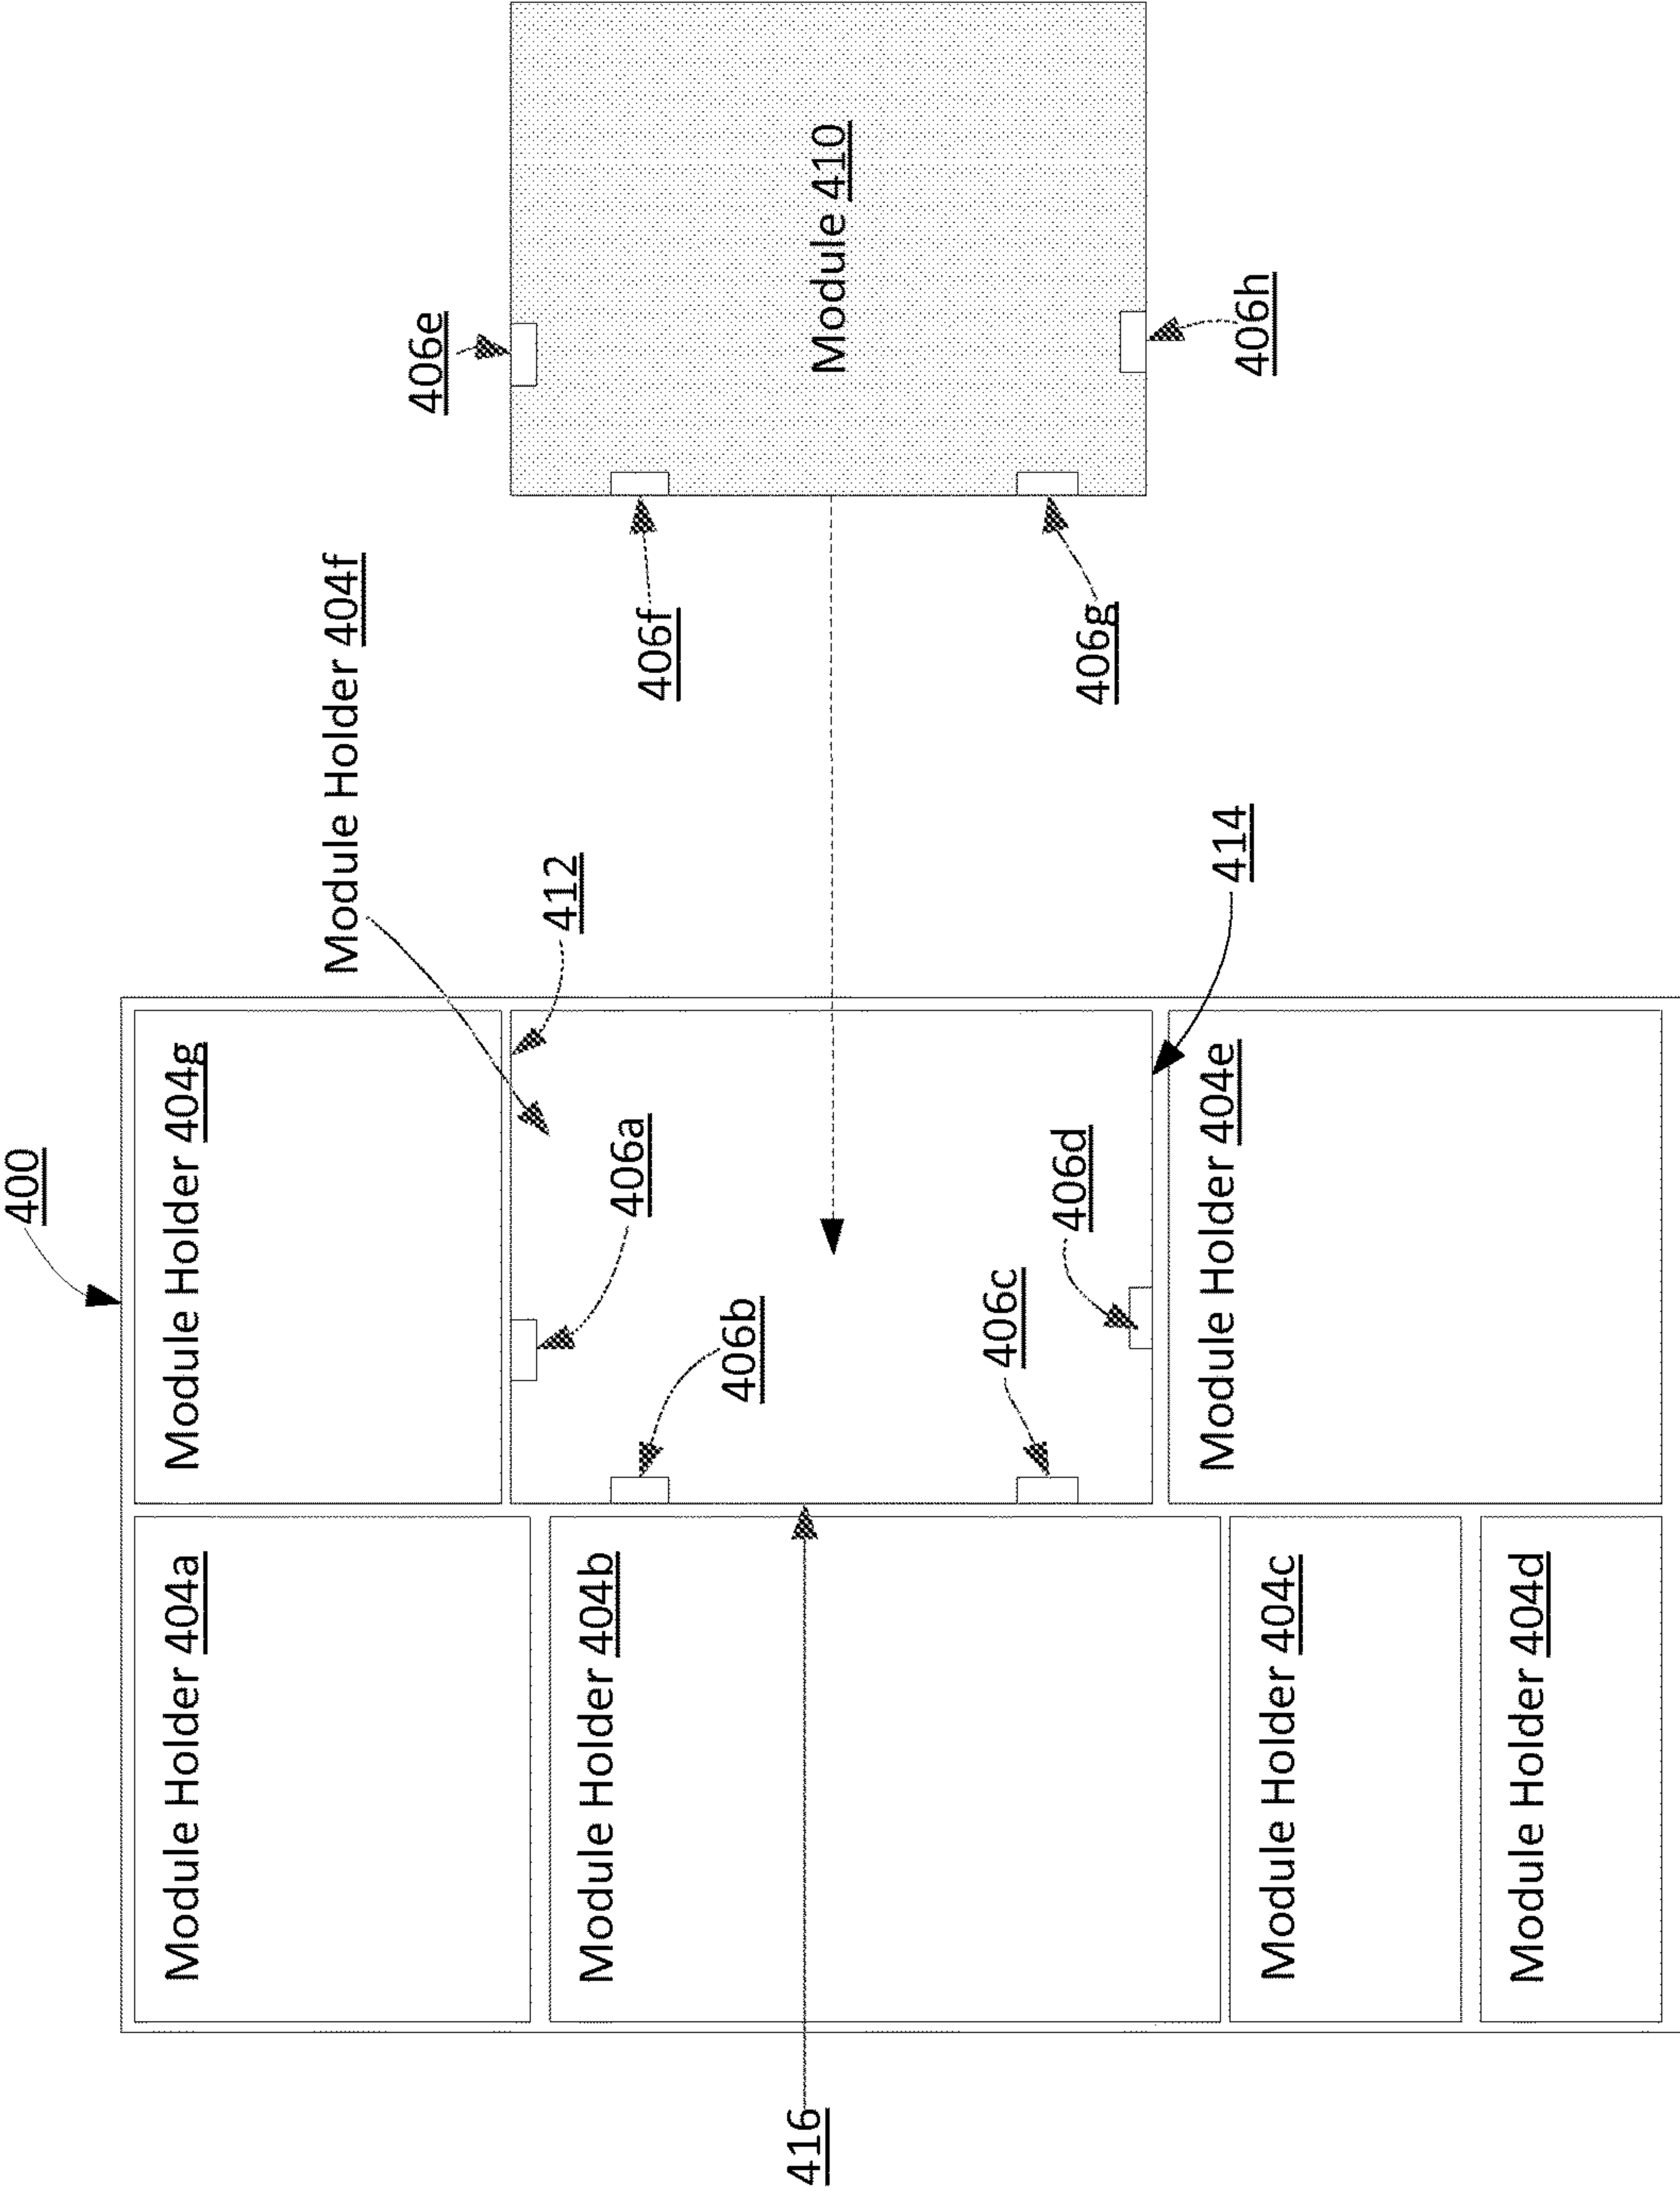 400
Module Holder 404a
Module Holder 404g
Module Holder 404f
412
406a
406b
406c
406d
Module Holder 404b
Module Holder 404c
Module Holder 404d
Module Holder 404e
414
416
Module 410
406e
406f
406g
406h